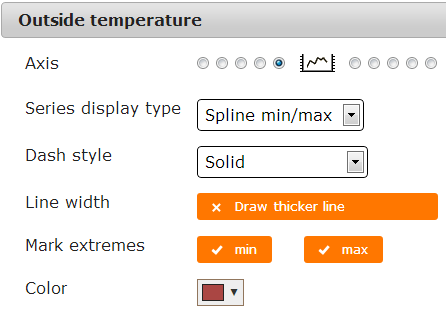 Outside temperature
Axis
Series display type Spline min/max
Dash style Solid
Line width Draw thicker line
Mark extremes min max
Color